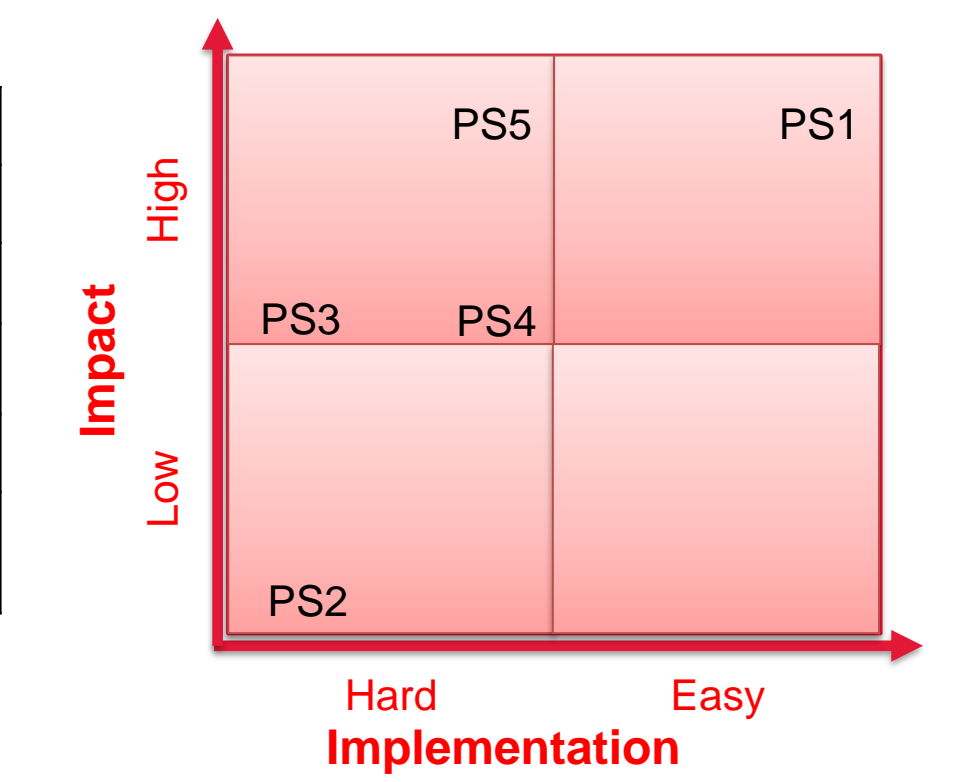 PS5 PS1
High
PS3 PS4
Impact
Low
PS2
Hard Easy
Implementation